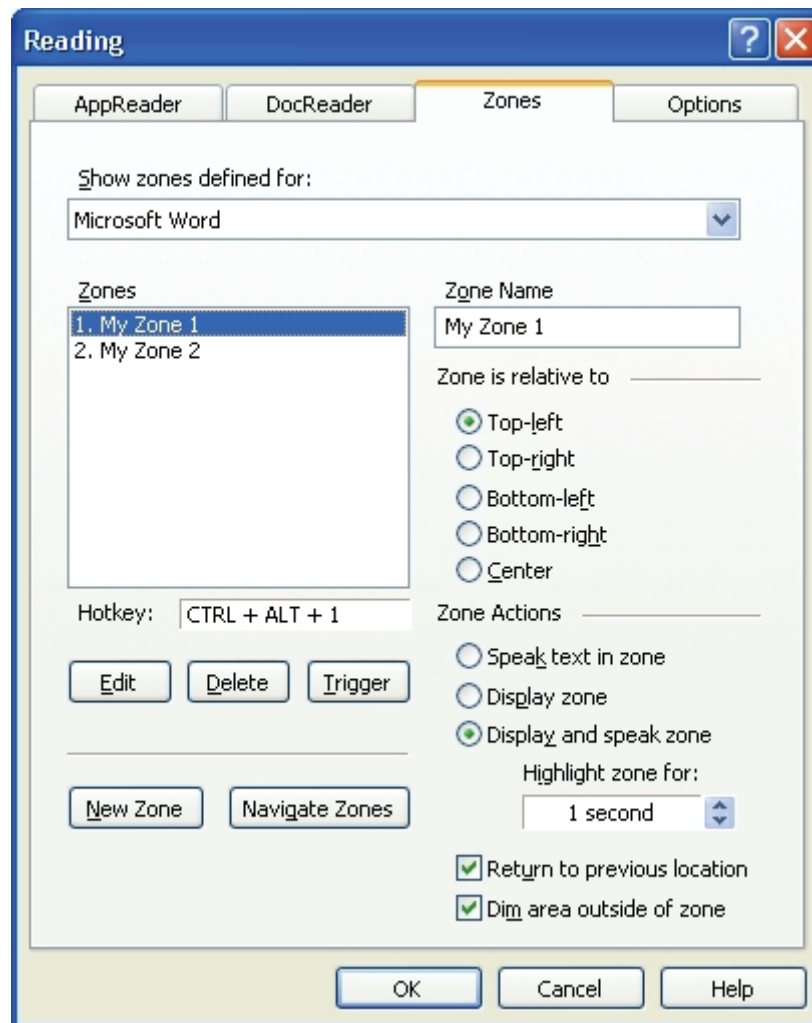 Reading
AppReader DocReader Zones Options
Show zones defined for:
Microsoft Word
Zones
1. My Zone 1
2. My Zone 2
Hotkey: CTRL + ALT + 1
Edit Delete Trigger
New Zone Navigate Zones
Zone Name
My Zone 1
Zone is relative to
Top-left
Top-right
Bottom-left
Bottom-right
Center
Zone Actions
Speak text in zone
Display zone
Display and speak zone
Highlight zone for:
1 second
Return to previous location
Dim area outside of zone
OK Cancel Help